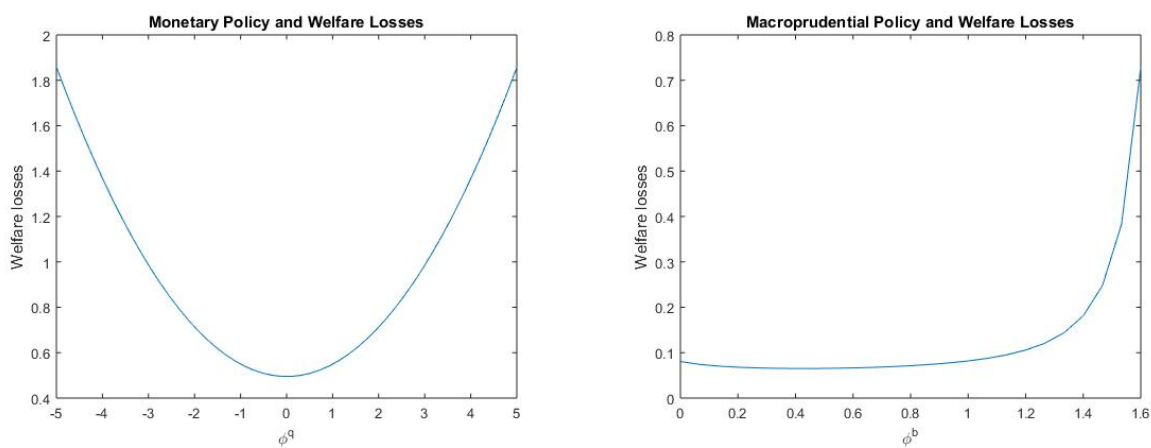 Monetary Policy and Welfare Losses
2
1.8
1.6
1.4
1.2
1
0.8
0.6
0.4
Welfare losses
-5 -4 -3 -2 -1 0 1 2 3 4 5
ϕq
Macroprudential Policy and Welfare Losses
0.8
0.7
0.6
0.5
0.4
0.3
0.2
0.1
0
Welfare losses
0 0.2 0.4 0.6 0.8 1 1.2 1.4 1.6
ϕb